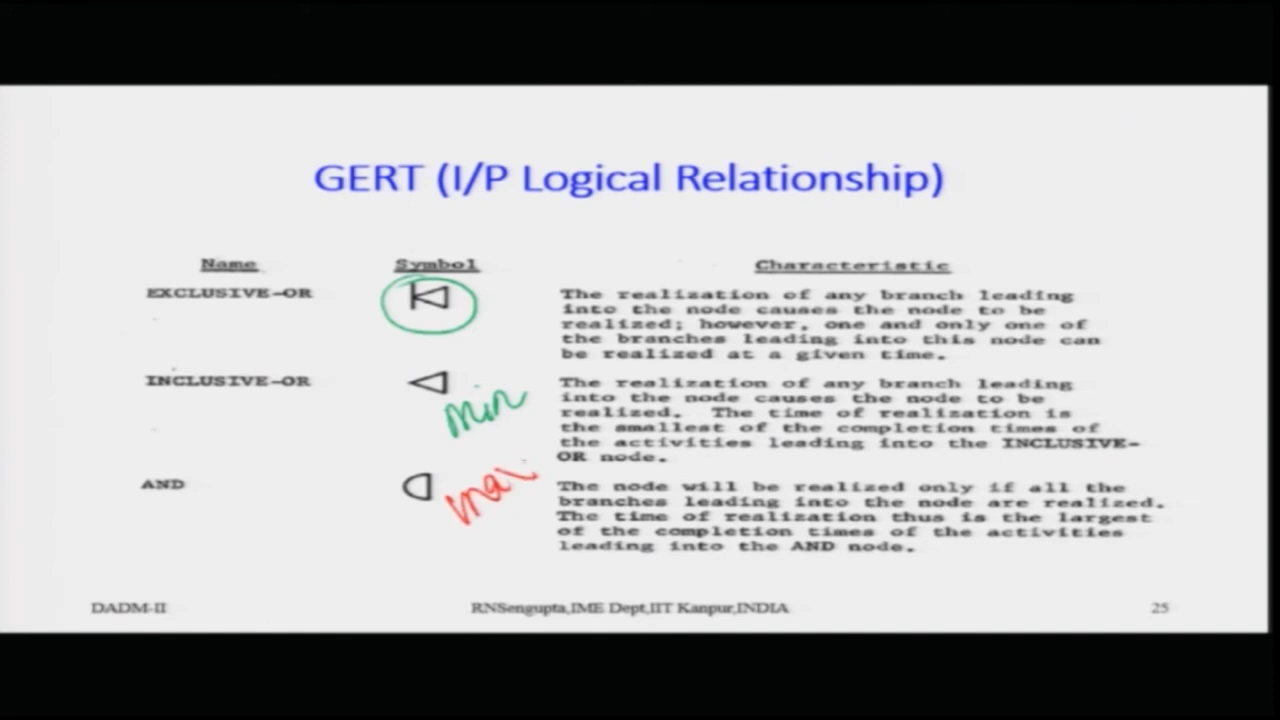 GERT (I/P Logical Relationship)
Name Symbol Characteristic
EXCLUSIVE-OR The realization of any branch leading
into the node causes the node to be
realized; however, one and only one of
the branches leading into this node can
be realized at a given time.
INCLUSIVE-OR The realization of any branch leading
into the node causes the node to be
realized. The time of realization is
min the smallest of the completion times of
the activities leading into the INCLUSIVE-
OR node.
AND max The node will be realized only if all the
branches leading into the node are realized.
The time of realization thus is the largest
of the completion times of the activities
leading into the AND node.
DADM-II RNSengupta,IME Dept,IIT Kanpur,INDIA 25